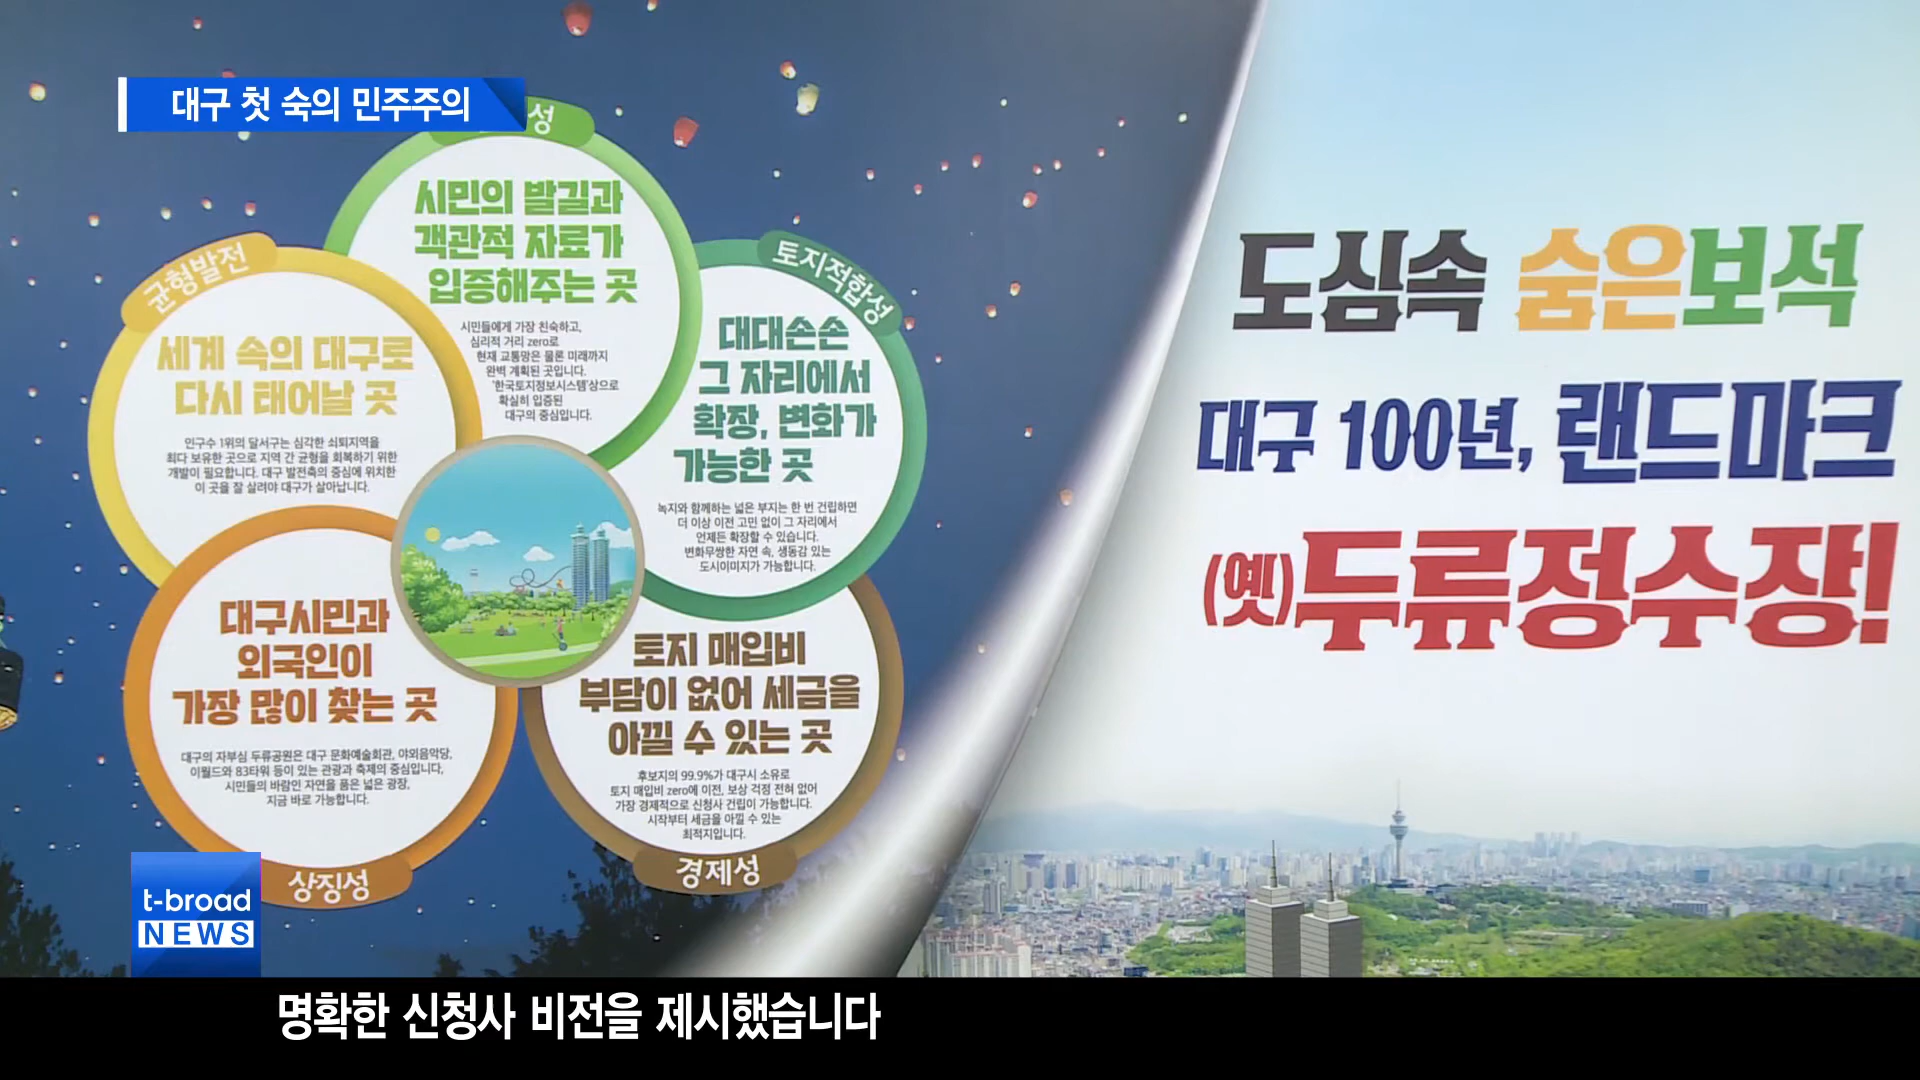 대구 첫 숙의 민주주의
성
시민의 발길과
객관적 자료가
입증해주는 곳
시민들에게 가장 친숙하고,
심리적 거리 zero로
현재 교통망은 물론 미래까지
완벽 계획된 곳입니다.
'한국토지정보시스템'상으로
확실히 입증된
대구의 중심입니다.
균형발전
세계 속의 대구로
다시 태어날 곳
인구수 1위의 달서구는 심각한 쇠퇴지역을
최다 보유한 곳으로 지역 간 균형을 회복하기 위한
개발이 필요합니다. 대구 발전축의 중심에 위치한
이 곳을 잘 살려야 대구가 살아납니다.
토지적합성
대대손손
그 자리에서
확장, 변화가
가능한 곳
녹지와 함께하는 넓은 부지는 한 번 건립하면
더 이상 이전 고민 없이 그 자리에서
언제든 확장할 수 있습니다.
변화무쌍한 자연 속, 생동감 있는
도시이미지가 가능합니다.
대구시민과
외국인이
가장 많이 찾는 곳
대구의 자부심 두류공원은 대구 문화예술회관, 야외음악당,
이월드와 83타워 등이 있는 관광과 축제의 중심입니다,
시민들의 바람인 자연을 품은 넓은 광장,
지금 바로 가능합니다.
상징성
토지 매입비
부담이 없어 세금을
아낄 수 있는 곳
후보지의 99.9%가 대구시 소유로
토지 매입비 zero에 이전, 보상 걱정 전혀 없어
가장 경제적으로 신청사 건립이 가능합니다.
시작부터 세금을 아낄 수 있는
최적지입니다.
경제성
도심속 숨은보석
대구 100년, 랜드마크
(옛)두류정수장!
t-broad
NEWS
명확한 신청사 비전을 제시했습니다